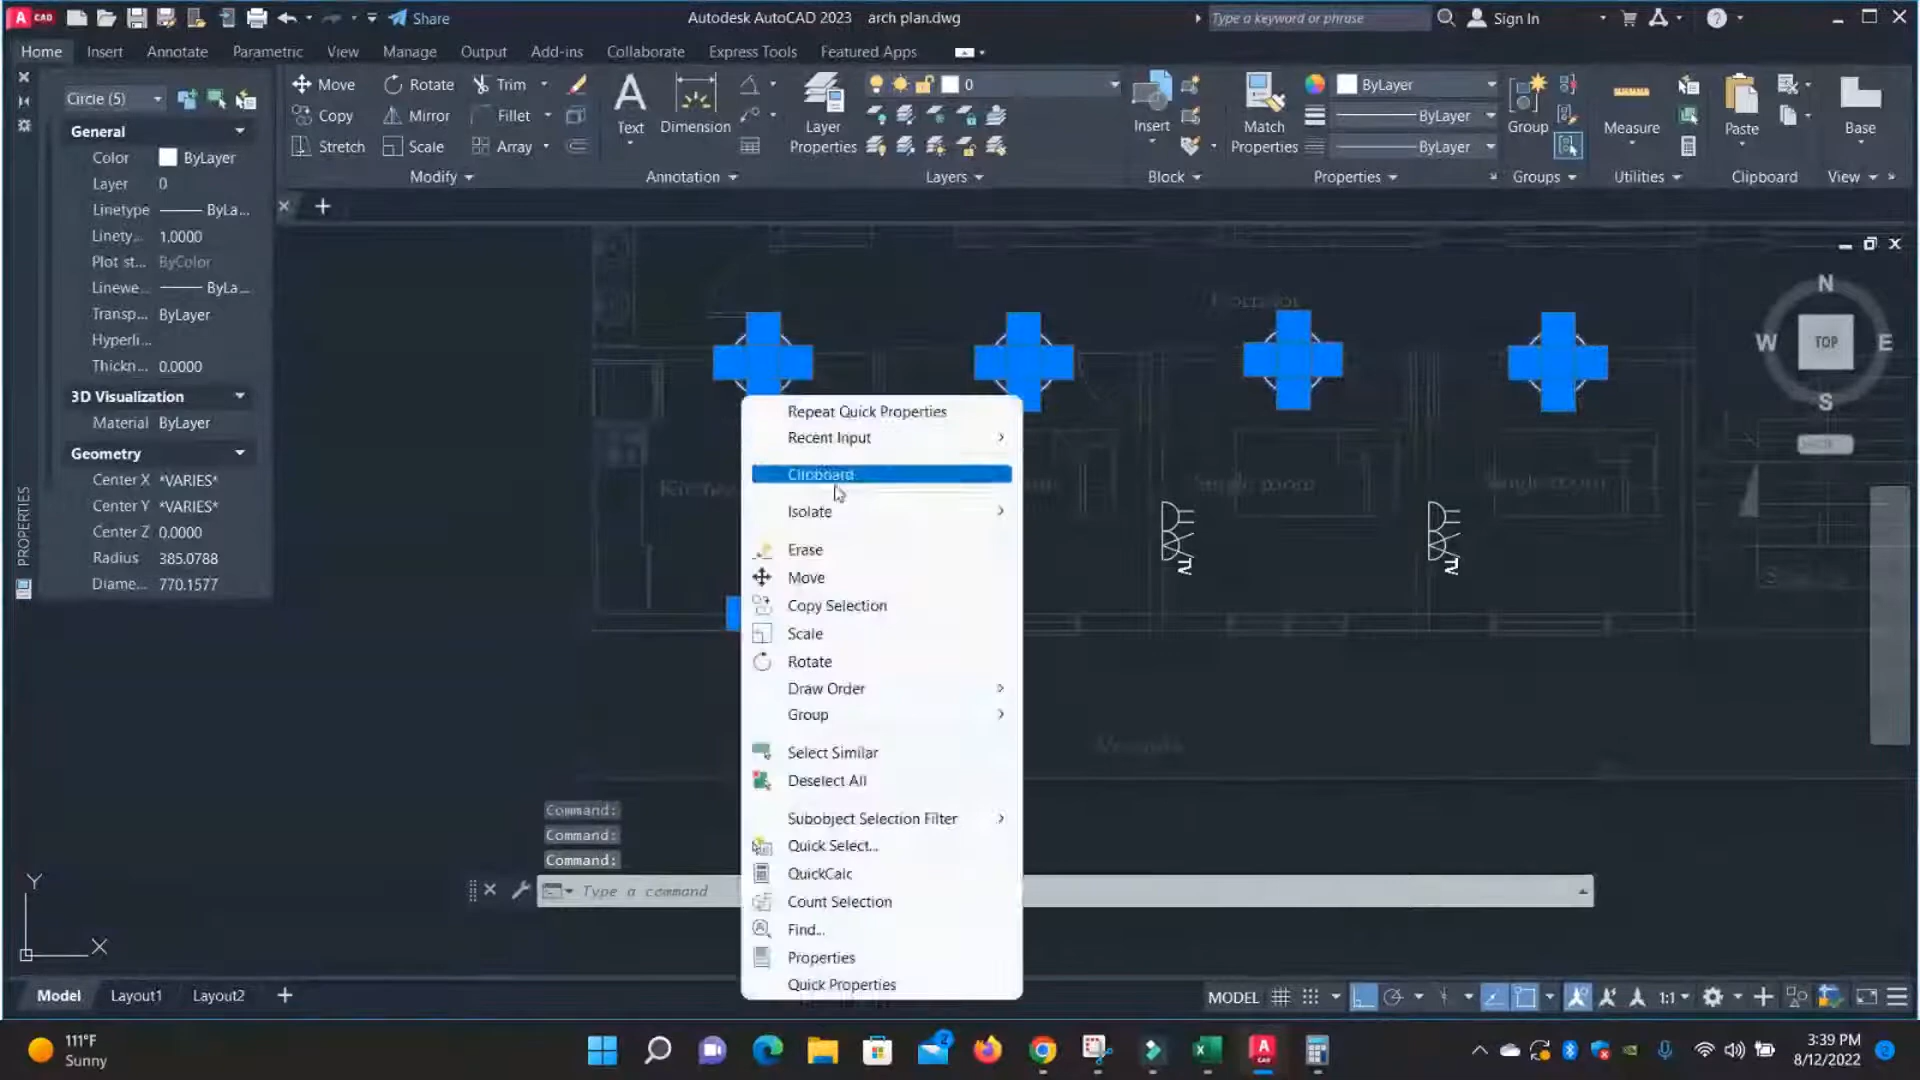 CAD
Share
Autodesk AutoCAD 2023 arch plan.dwg
Type a keyword or phrase
Sign In
Home Insert Annotate Parametric View Manage Output Add-ins Collaborate Express Tools Featured Apps
Circle (5)
General
Color ByLayer
Layer 0
Linetype ByLa...
Linety... 1.0000
Plot st... ByColor
Linewe... ByLa...
Transp... ByLayer
Hyperli...
Thickn... 0.0000
3D Visualization
Material ByLayer
Geometry
Center X *VARIES*
Center Y *VARIES*
Center Z 0.0000
Radius 385.0788
Diame... 770.1577
PROPERTIES
Move Rotate Trim
Copy Mirror Fillet
Stretch Scale Array
Modify
Text
Dimension
Annotation
Layer
Properties
0
Layers
Insert
Block
Match
Properties
ByLayer
ByLayer
ByLayer
Properties
Group
Groups
Measure
Utilities
Paste
Clipboard
Base
View
N
W TOP E
S
TV
TV
Repeat Quick Properties
Recent Input
Clipboard
Isolate
Erase
Move
Copy Selection
Scale
Rotate
Draw Order
Group
Select Similar
Deselect All
Subobject Selection Filter
Quick Select...
QuickCalc
Count Selection
Find...
Properties
Quick Properties
Command:
Command:
Command:
Type a command
Y
X
Model Layout1 Layout2
MODEL
1:1
111°F
Sunny
2
3:39 PM
8/12/2022
2